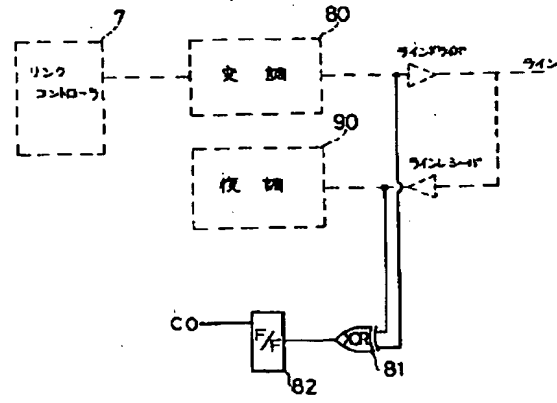 7
リンク
コントローラ
80
変調
ラインドライバ
ライン
90
復調
ラインレシーバ
CO
F/F
XOR
81
82